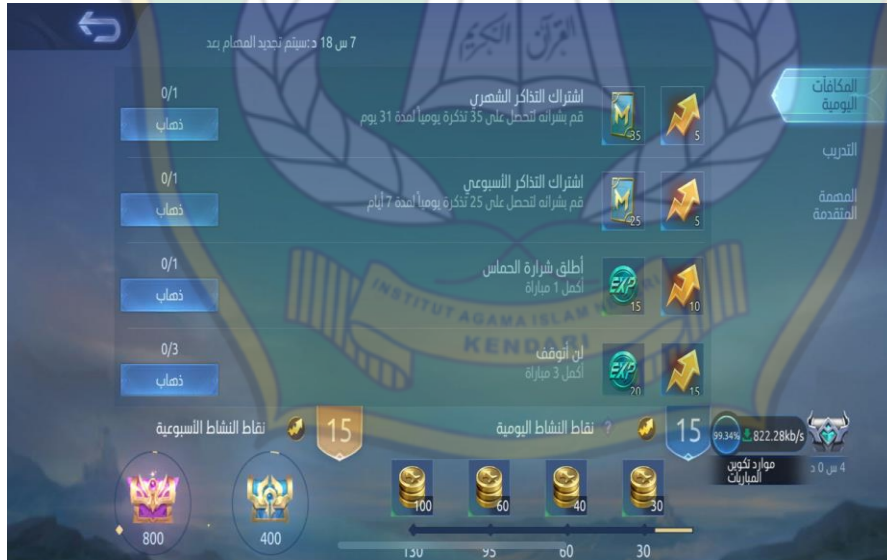 7 س 18 د :سيتم تجديد المهام بعد
القرآن الكريم
المكافآت
اليومية
التدريب
المهمة
المتقدمة
اشتراك التذاكر الشهري
قم بشرائه لتحصل على 35 تذكرة يومياً لمدة 31 يوم
0/1
ذهاب
35
5
اشتراك التذاكر الأسبوعي
قم بشرائه لتحصل على 25 تذكرة يومياً لمدة 7 أيام
0/1
ذهاب
25
5
أطلق شرارة الحماس
أكمل 1 مباراة
0/1
ذهاب
EXP
15
10
لن أتوقف
أكمل 3 مباراة
0/3
ذهاب
EXP
20
15
INSTITUT AGAMA ISLAM
KENDARI
15 نقاط النشاط اليومية ?
15 نقاط النشاط الأسبوعية
99.34% 822.28kb/s
موارد تكوين
المباريات
4 س 0 د
30
40
60
100
30
60
95
130
400
800